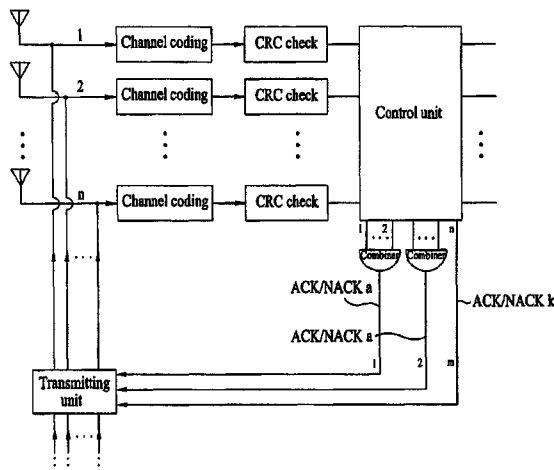 1
Channel coding
CRC check
2
Channel coding
CRC check
Control unit
n
Channel coding
CRC check
1
2
n
Combiner
Combiner
ACK/NACK a
ACK/NACK k
ACK/NACK a
1
2
m
Transmitting
unit